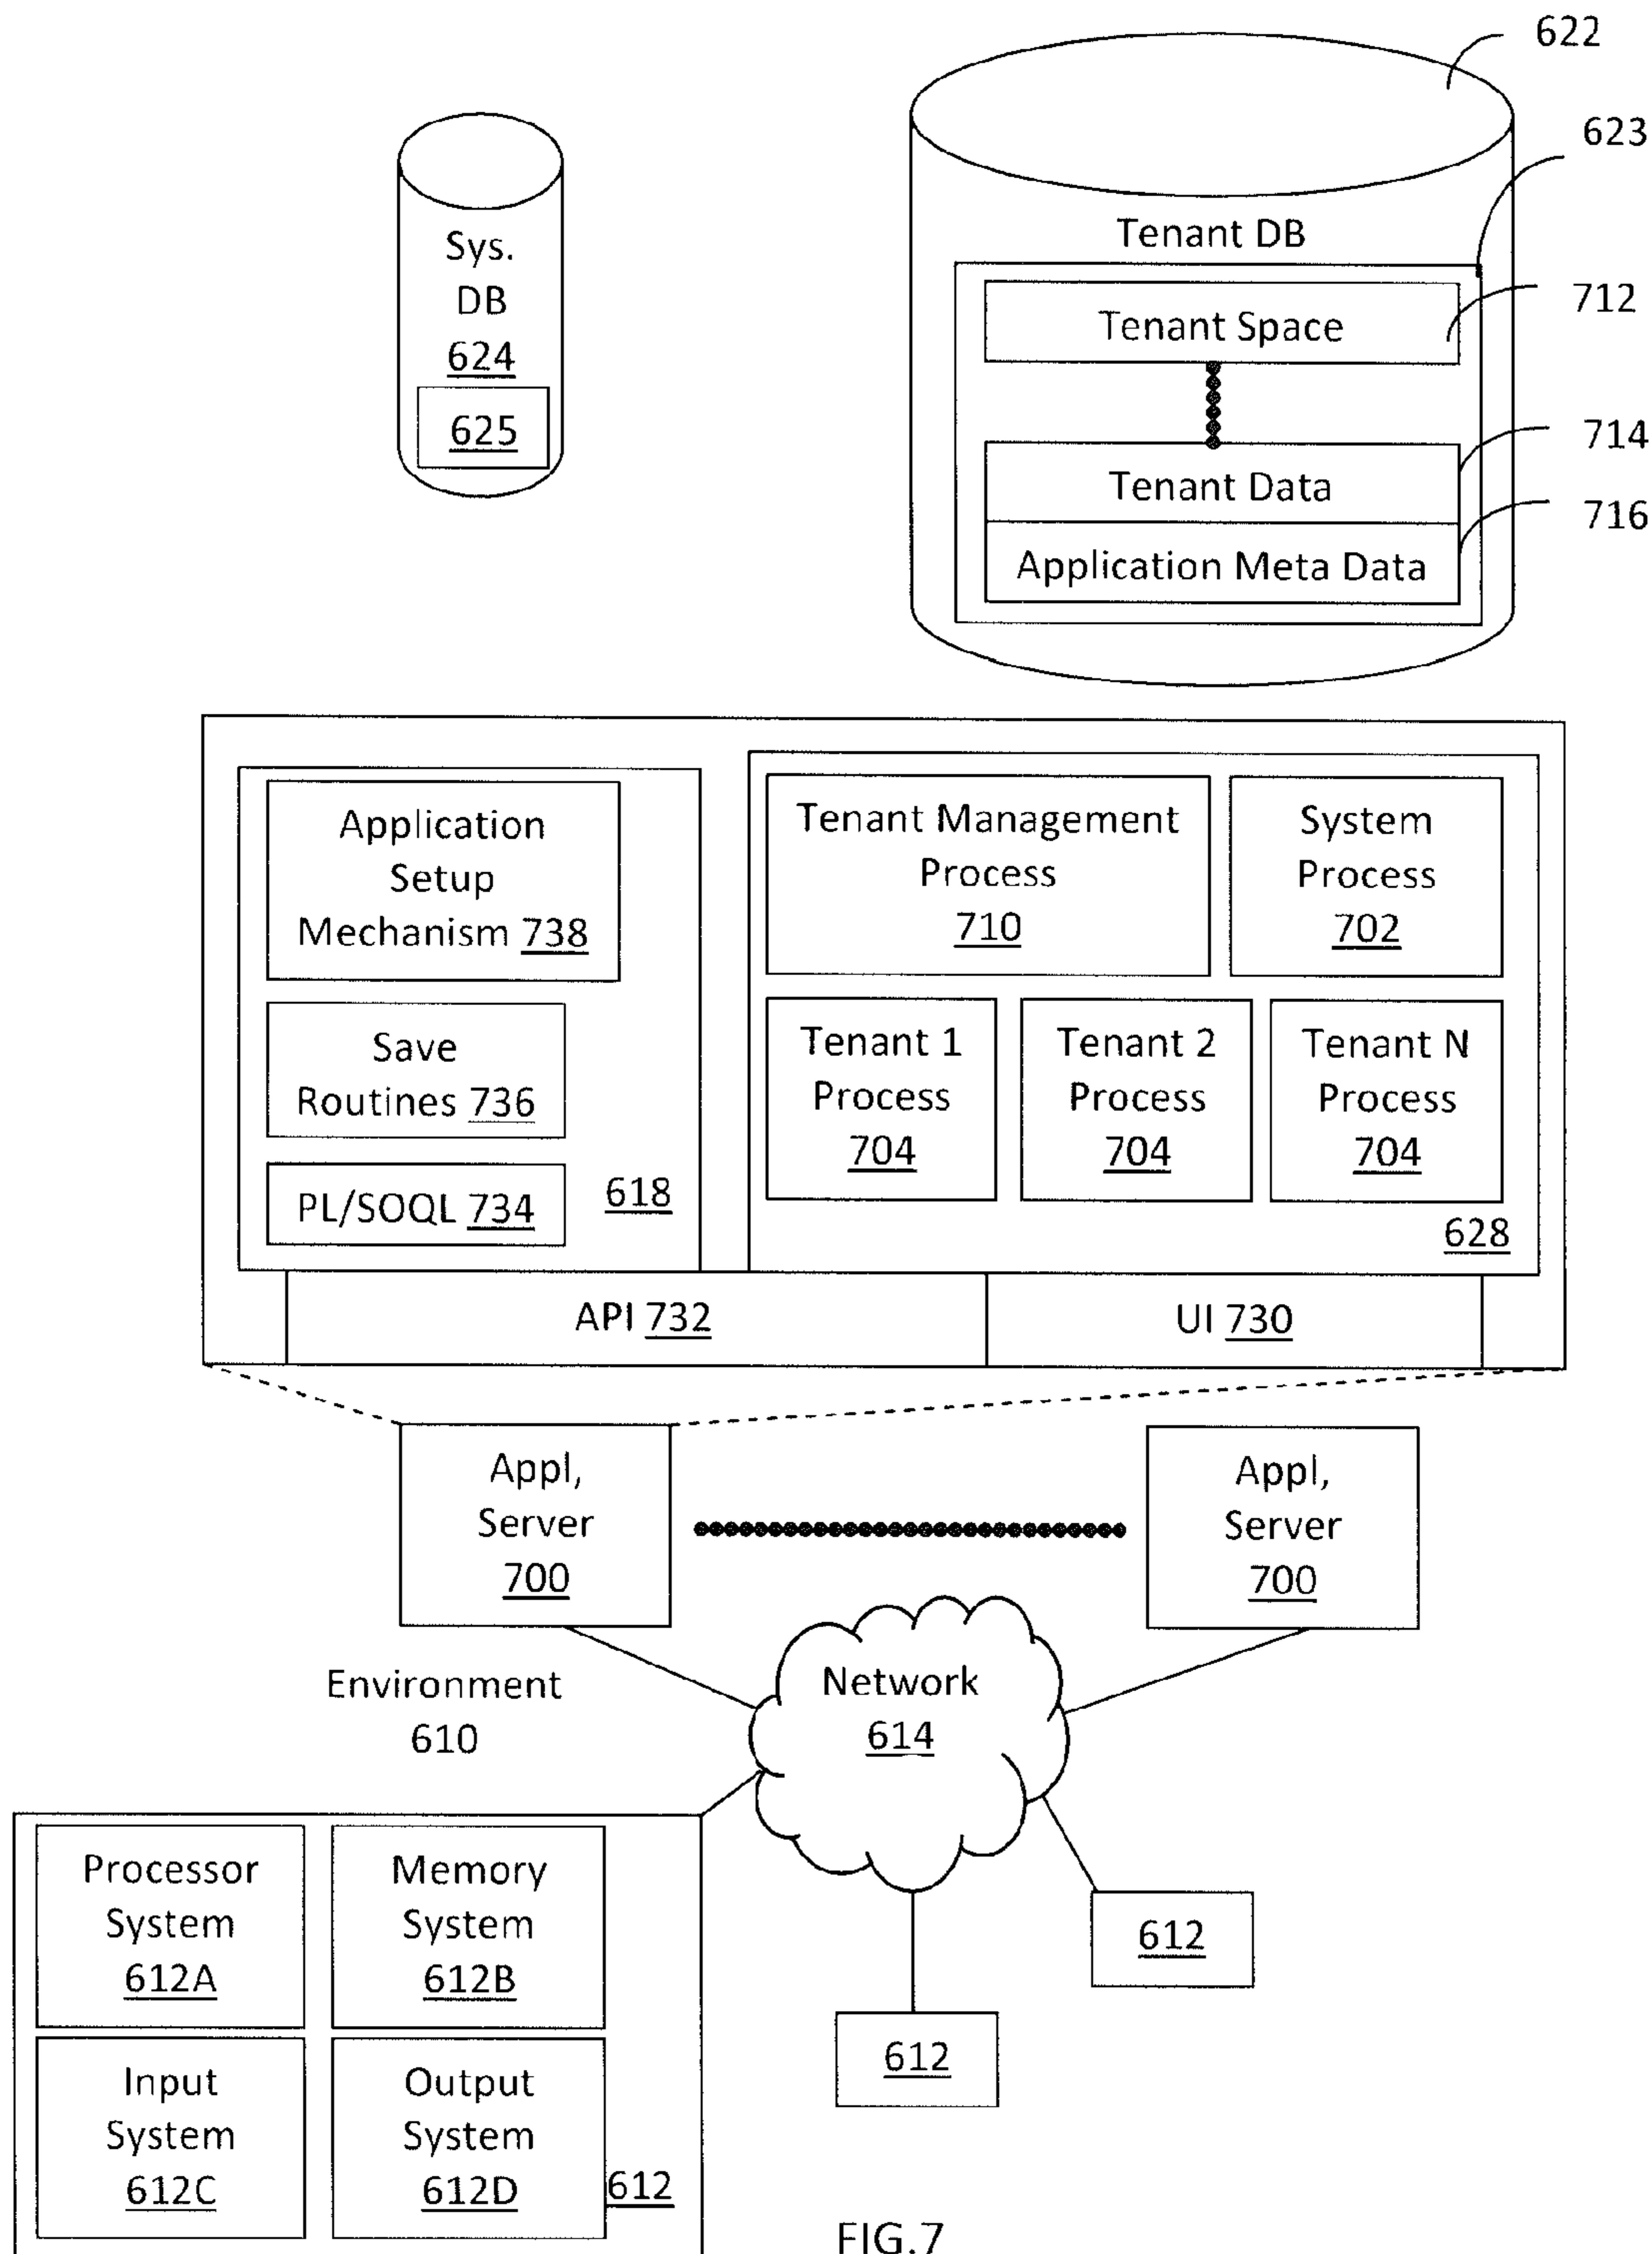 622
623
Tenant DB
Sys.
DB
624
625
712
Tenant Space
714
Tenant Data
716
Application Meta Data
Application
Setup
Mechanism 738
Tenant Management
Process
710
System
Process
702
Save
Routines 736
Tenant 1
Process
704
Tenant 2
Process
704
Tenant N
Process
704
PL/SOQL 734
618
628
API 732
UI 730
Appl,
Server
700
Appl,
Server
700
Environment
610
Network
614
Processor
System
612A
Memory
System
612B
612
612
Input
System
612C
Output
System
612D
612
FIG.7